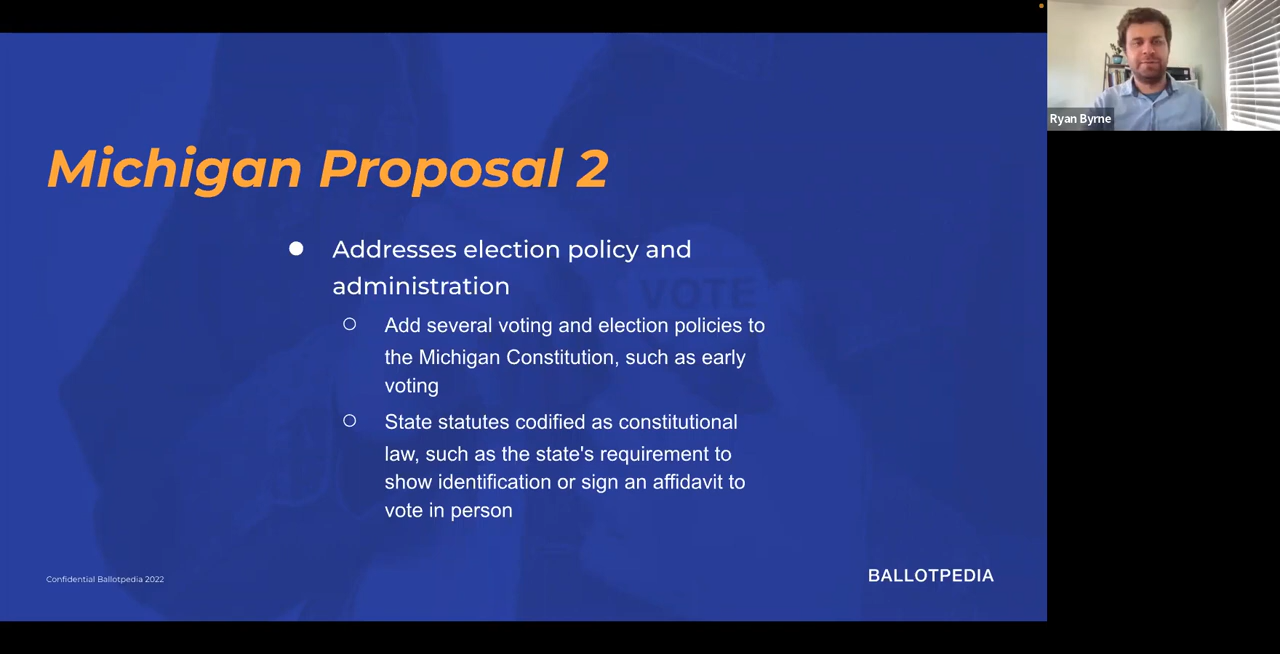 Ryan Byrne
Michigan Proposal 2
Addresses election policy and
administration
VOTE
Add several voting and election policies to
the Michigan Constitution, such as early
voting
State statutes codified as constitutional
law, such as the state's requirement to
show identification or sign an affidavit to
vote in person
Confidential Ballotpedia 2022
BALLOTPEDIA